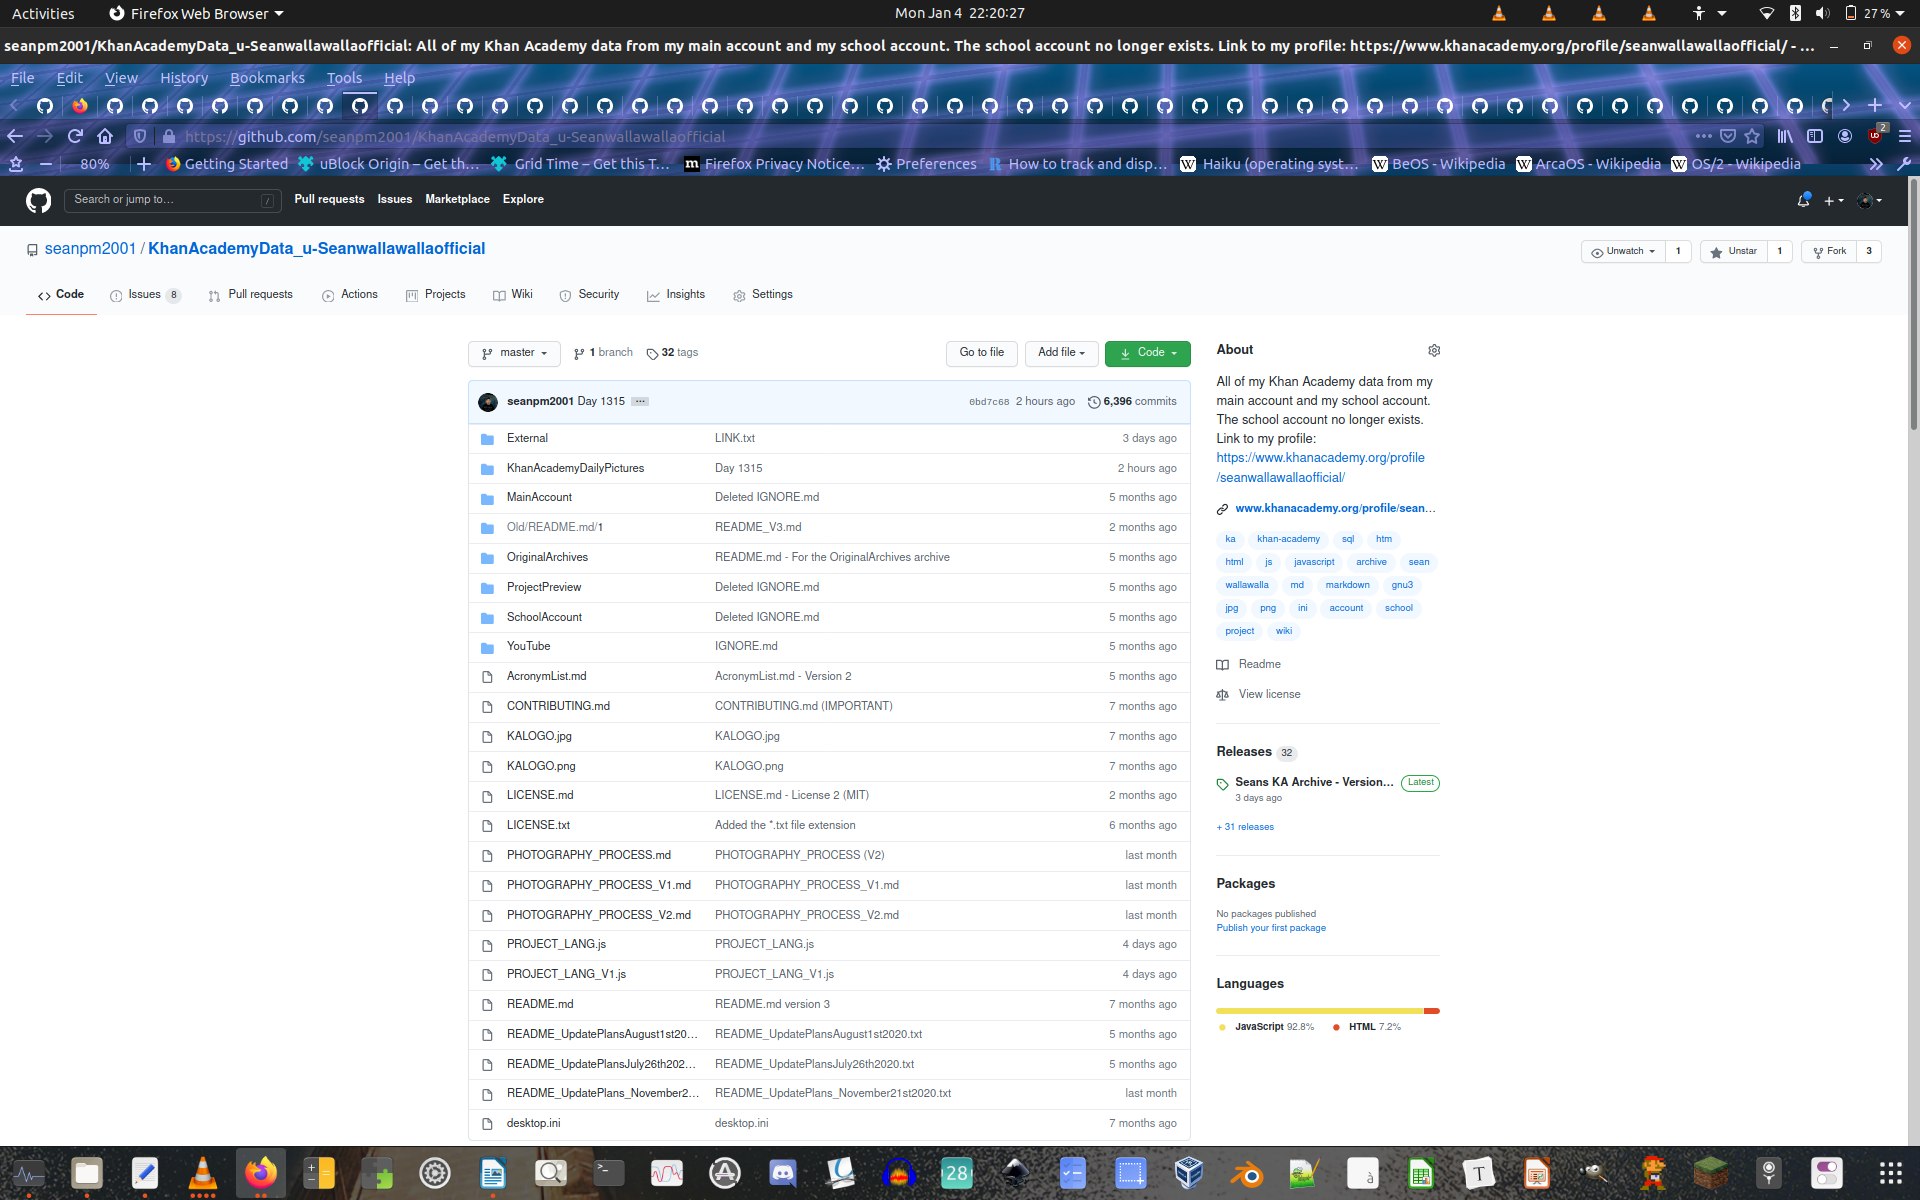 Activities Firefox Web Browser Mon Jan 4 22:20:27 27 %
seanpm2001/KhanAcademyData_u-Seanwallawallaofficial: All of my Khan Academy data from my main account and my school account. The school account no longer exists. Link to my profile: https://www.khanacademy.org/profile/seanwallawallaofficial/ - ...
File Edit View History Bookmarks Tools Help
https://github.com/seanpm2001/KhanAcademyData_u-Seanwallawallaofficial 2
80% Getting Started uBlock Origin – Get th… Grid Time – Get this T… Firefox Privacy Notice… Preferences How to track and disp… Haiku (operating syst… BeOS - Wikipedia ArcaOS - Wikipedia OS/2 - Wikipedia
Search or jump to… / Pull requests Issues Marketplace Explore
seanpm2001 / KhanAcademyData_u-Seanwallawallaofficial Unwatch 1 Unstar 1 Fork 3
Code Issues 8 Pull requests Actions Projects Wiki Security Insights Settings
master 1 branch 32 tags Go to file Add file Code
seanpm2001 Day 1315 ... 0bd7c68 2 hours ago 6,396 commits
External LINK.txt 3 days ago
KhanAcademyDailyPictures Day 1315 2 hours ago
MainAccount Deleted IGNORE.md 5 months ago
Old/README.md/1 README_V3.md 2 months ago
OriginalArchives README.md - For the OriginalArchives archive 5 months ago
ProjectPreview Deleted IGNORE.md 5 months ago
SchoolAccount Deleted IGNORE.md 5 months ago
YouTube IGNORE.md 5 months ago
AcronymList.md AcronymList.md - Version 2 5 months ago
CONTRIBUTING.md CONTRIBUTING.md (IMPORTANT) 7 months ago
KALOGO.jpg KALOGO.jpg 7 months ago
KALOGO.png KALOGO.png 7 months ago
LICENSE.md LICENSE.md - License 2 (MIT) 2 months ago
LICENSE.txt Added the *.txt file extension 6 months ago
PHOTOGRAPHY_PROCESS.md PHOTOGRAPHY_PROCESS (V2) last month
PHOTOGRAPHY_PROCESS_V1.md PHOTOGRAPHY_PROCESS_V1.md last month
PHOTOGRAPHY_PROCESS_V2.md PHOTOGRAPHY_PROCESS_V2.md last month
PROJECT_LANG.js PROJECT_LANG.js 4 days ago
PROJECT_LANG_V1.js PROJECT_LANG_V1.js 4 days ago
README.md README.md version 3 7 months ago
README_UpdatePlansAugust1st20… README_UpdatePlansAugust1st2020.txt 5 months ago
README_UpdatePlansJuly26th202… README_UpdatePlansJuly26th2020.txt 5 months ago
README_UpdatePlans_November2… README_UpdatePlans_November21st2020.txt last month
desktop.ini desktop.ini 7 months ago
About
All of my Khan Academy data from my
main account and my school account.
The school account no longer exists.
Link to my profile:
https://www.khanacademy.org/profile
/seanwallawallaofficial/
www.khanacademy.org/profile/sean…
ka khan-academy sql htm
html js javascript archive sean
wallawalla md markdown gnu3
jpg png ini account school
project wiki
Readme
View license
Releases 32
Seans KA Archive - Version… Latest
3 days ago
+ 31 releases
Packages
No packages published
Publish your first package
Languages
JavaScript 92.8% HTML 7.2%
28